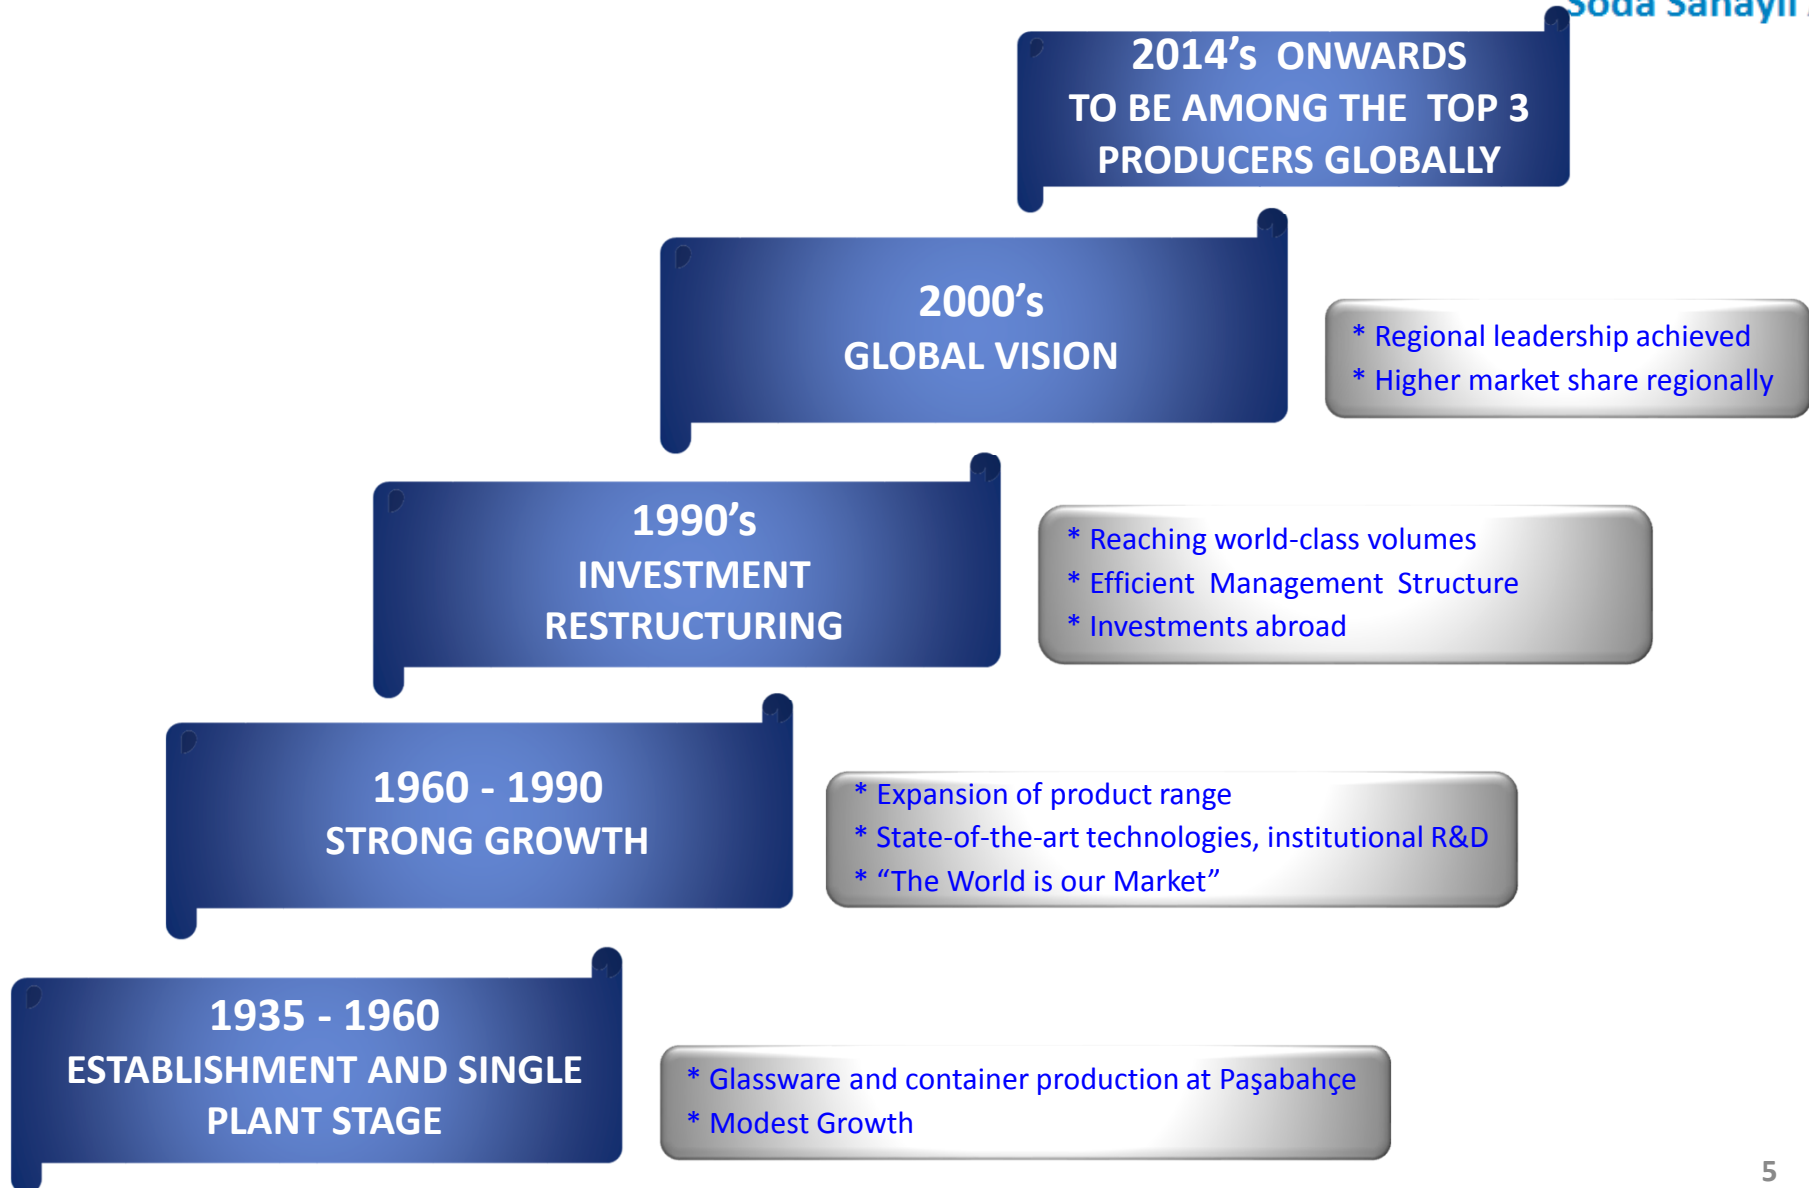 Soda Sanayii
2014’s ONWARDS
TO BE AMONG THE TOP 3
PRODUCERS GLOBALLY
2000’s
GLOBAL VISION
* Regional leadership achieved
* Higher market share regionally
1990’s
INVESTMENT
RESTRUCTURING
* Reaching world-class volumes
* Efficient Management Structure
* Investments abroad
1960 - 1990
STRONG GROWTH
* Expansion of product range
* State-of-the-art technologies, institutional R&D
* “The World is our Market”
1935 - 1960
ESTABLISHMENT AND SINGLE
PLANT STAGE
* Glassware and container production at Paşabahçe
* Modest Growth
5